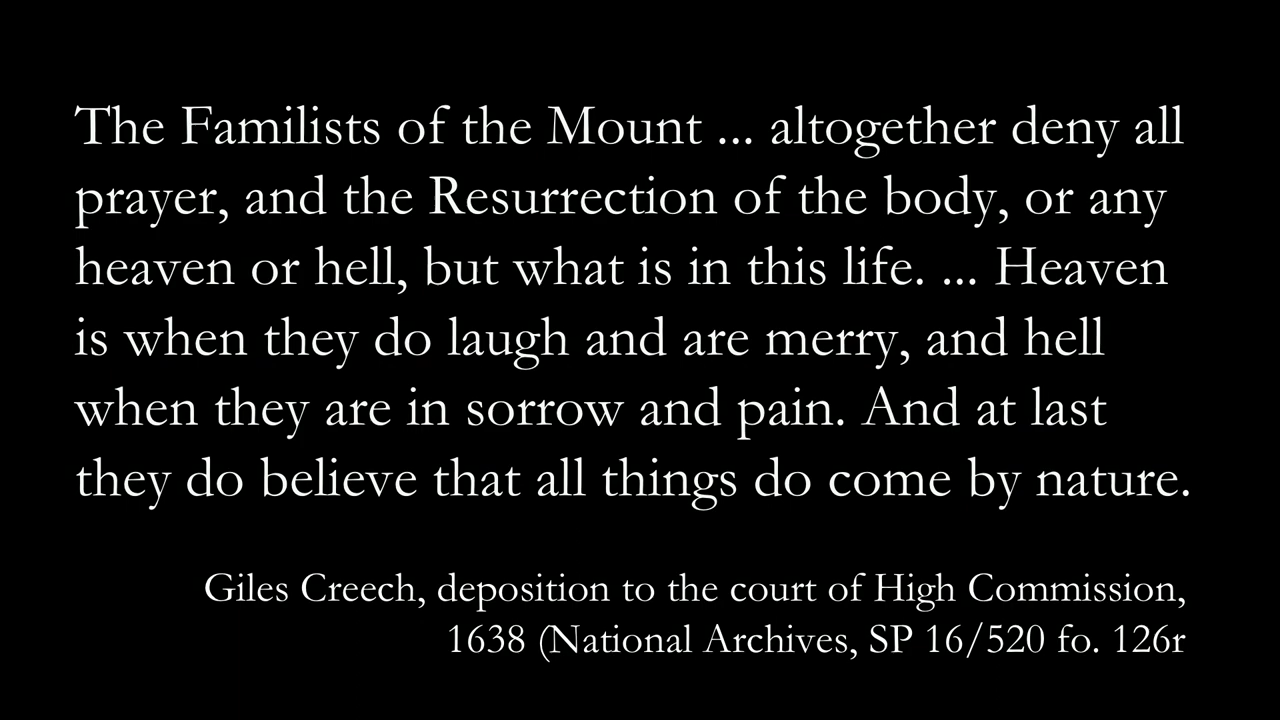 The Familists of the Mount ... altogether deny all
prayer, and the Resurrection of the body, or any
heaven or hell, but what is in this life. ... Heaven
is when they do laugh and are merry, and hell
when they are in sorrow and pain. And at last
they do believe that all things do come by nature.
Giles Creech, deposition to the court of High Commission,
1638 (National Archives, SP 16/520 fo. 126r